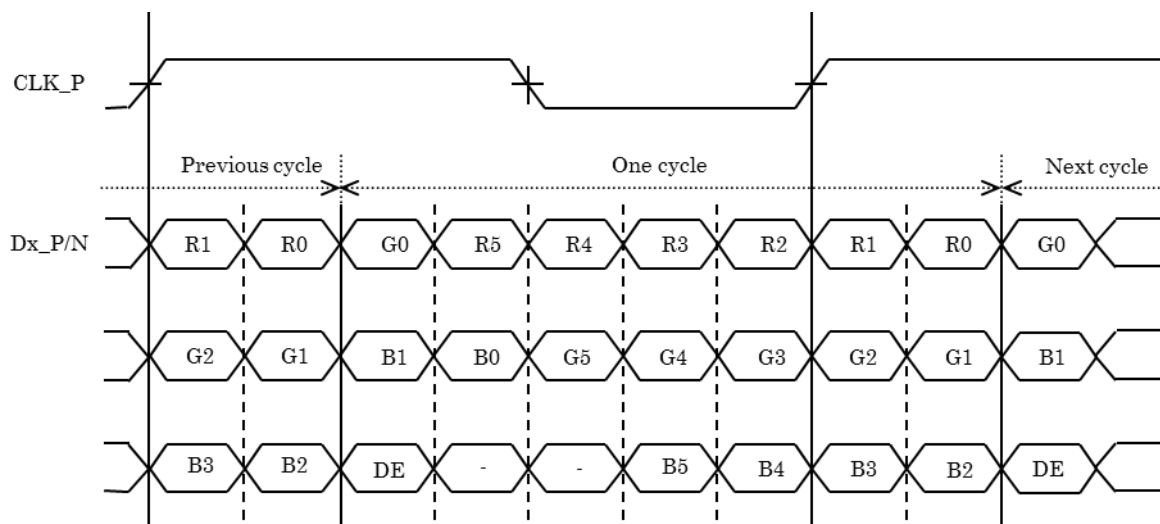 CLK_P
Previous cycle One cycle Next cycle
Dx_P/N R1 R0 G0 R5 R4 R3 R2 R1 R0 G0
G2 G1 B1 B0 G5 G4 G3 G2 G1 B1
B3 B2 DE - - B5 B4 B3 B2 DE